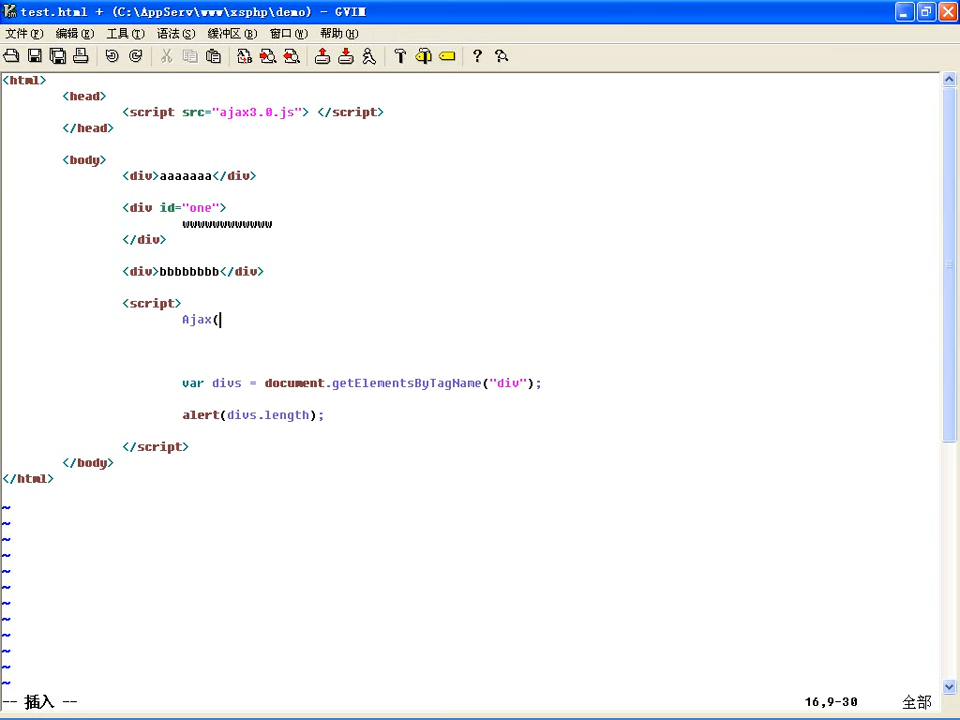 test.html + (C:\AppServ\www\xsphp\demo) - GVIM
文件(F) 编辑(E) 工具(T) 语法(S) 缓冲区(B) 窗口(W) 帮助(H)
<html>
<head>
<script src="ajax3.0.js"> </script>
</head>
<body>
<div>aaaaaaa</div>
<div id="one">
wwwwwwwwwwww
</div>
<div>bbbbbbbb</div>
<script>
Ajax(
var divs = document.getElementsByTagName("div");
alert(divs.length);
</script>
</body>
</html>
~
~
~
~
~
~
~
~
~
~
~
~
-- 插入 -- 16,9-30 全部